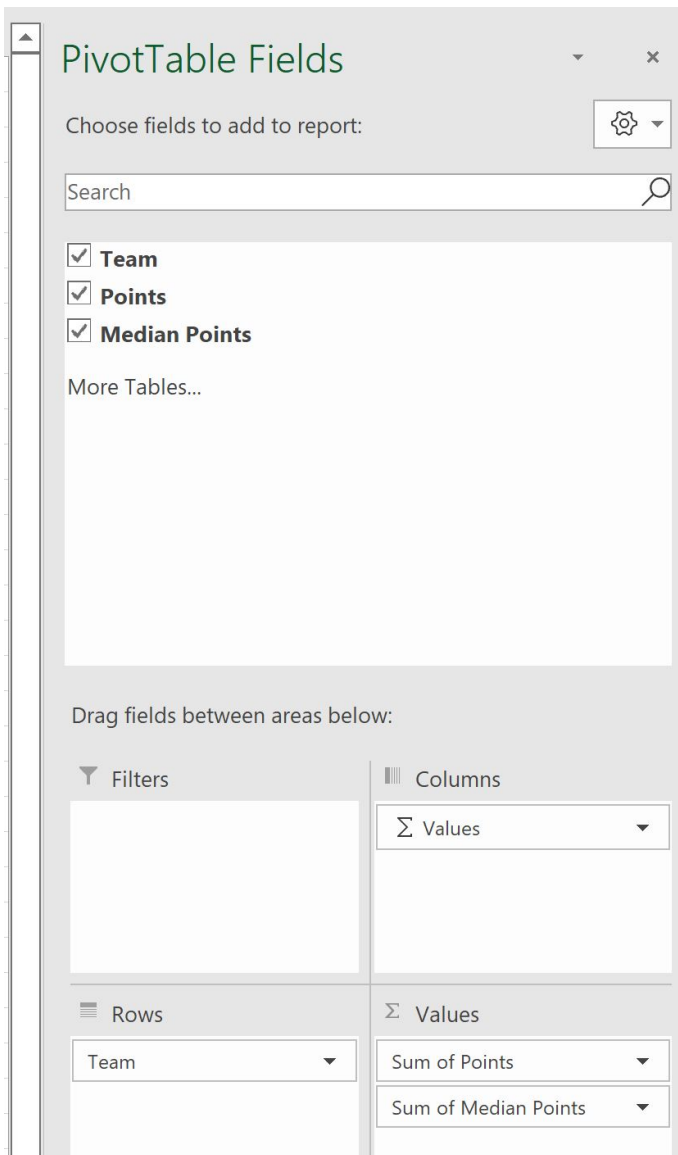 PivotTable Fields
Choose fields to add to report:
Search
Team
Points
Median Points
More Tables...
Drag fields between areas below:
Filters
Columns
Σ Values
Rows
Σ Values
Team
Sum of Points
Sum of Median Points